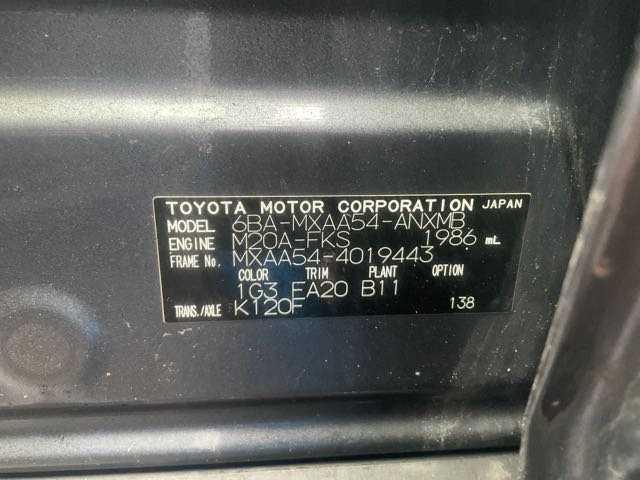 TOYOTA MOTOR CORPORATION JAPAN
MODEL 6BA-MXAA54-ANXMB
ENGINE M20A-FKS 1986 mL
FRAME No. MXAA54-4019443
COLOR TRIM PLANT OPTION
1G3 EA20 B11
TRANS./AXLE K120F 138